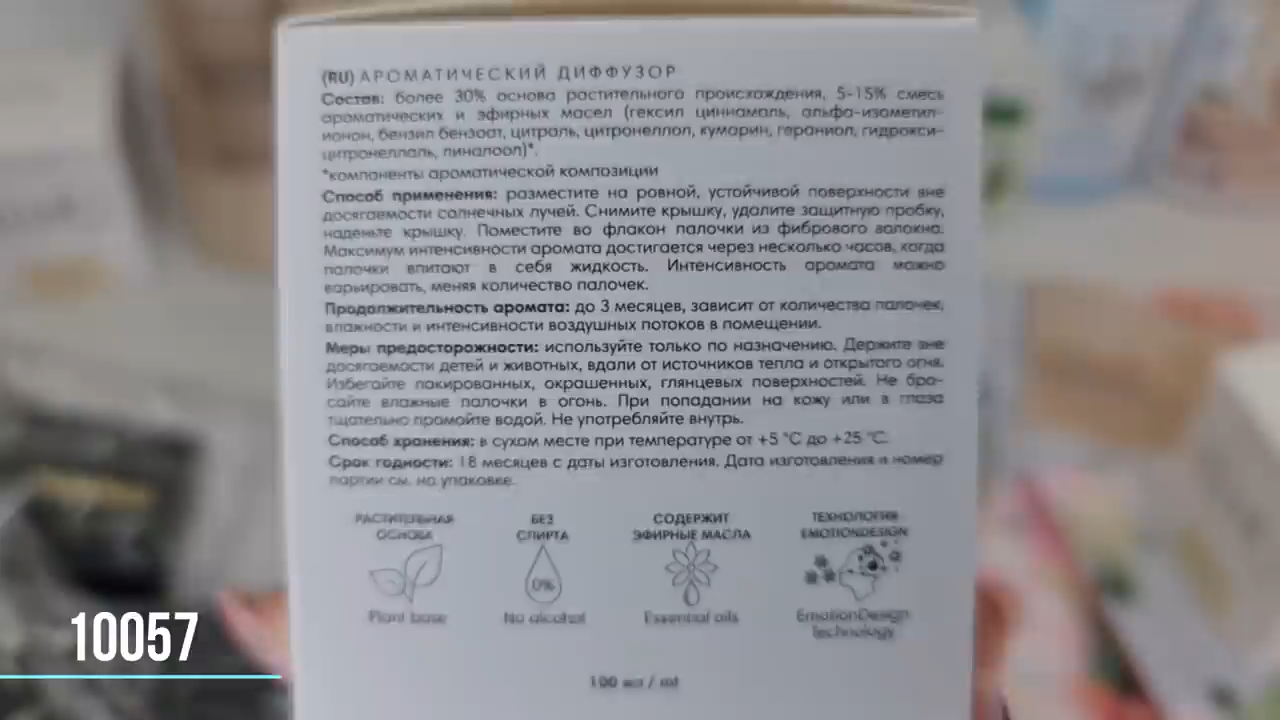 (RU) АРОМАТИЧЕСКИЙ ДИФФУЗОР
Состав: более 30% основа растительного происхождения, 5-15% смесь
ароматических и эфирных масел (гексил циннамаль, альфа-изометил-
ионон, бензил бензоат, цитраль, цитронеллол, кумарин, гераниол, гидрокси-
цитронеллаль, линалоол)*.
*компоненты ароматической композиции
Способ применения: разместите на ровной, устойчивой поверхности вне
досягаемости солнечных лучей. Снимите крышку, удалите защитную пробку,
наденьте крышку. Поместите во флакон палочки из фибрового волокна.
Максимум интенсивности аромата достигается через несколько часов, когда
палочки впитают в себя жидкость. Интенсивность аромата можно
варьировать, меняя количество палочек.
Продолжительность аромата: до 3 месяцев, зависит от количества палочек,
влажности и интенсивности воздушных потоков в помещении.
Меры предосторожности: используйте только по назначению. Держите вне
досягаемости детей и животных, вдали от источников тепла и открытого огня.
Избегайте лакированных, окрашенных, глянцевых поверхностей. Не бро-
сайте влажные палочки в огонь. При попадании на кожу или в глаза
тщательно промойте водой. Не употребляйте внутрь.
Способ хранения: в сухом месте при температуре от +5 °C до +25 °C.
Срок годности: 18 месяцев с даты изготовления. Дата изготовления и номер
партии см. на упаковке.
РАСТИТЕЛЬНАЯ
ОСНОВА
Plant base
БЕЗ
СПИРТА
0%
No alcohol
СОДЕРЖИТ
ЭФИРНЫЕ МАСЛА
Essential oils
ТЕХНОЛОГИЯ
EMOTIONDESIGN
EmotionDesign
Technology
100 мл / ml
10057